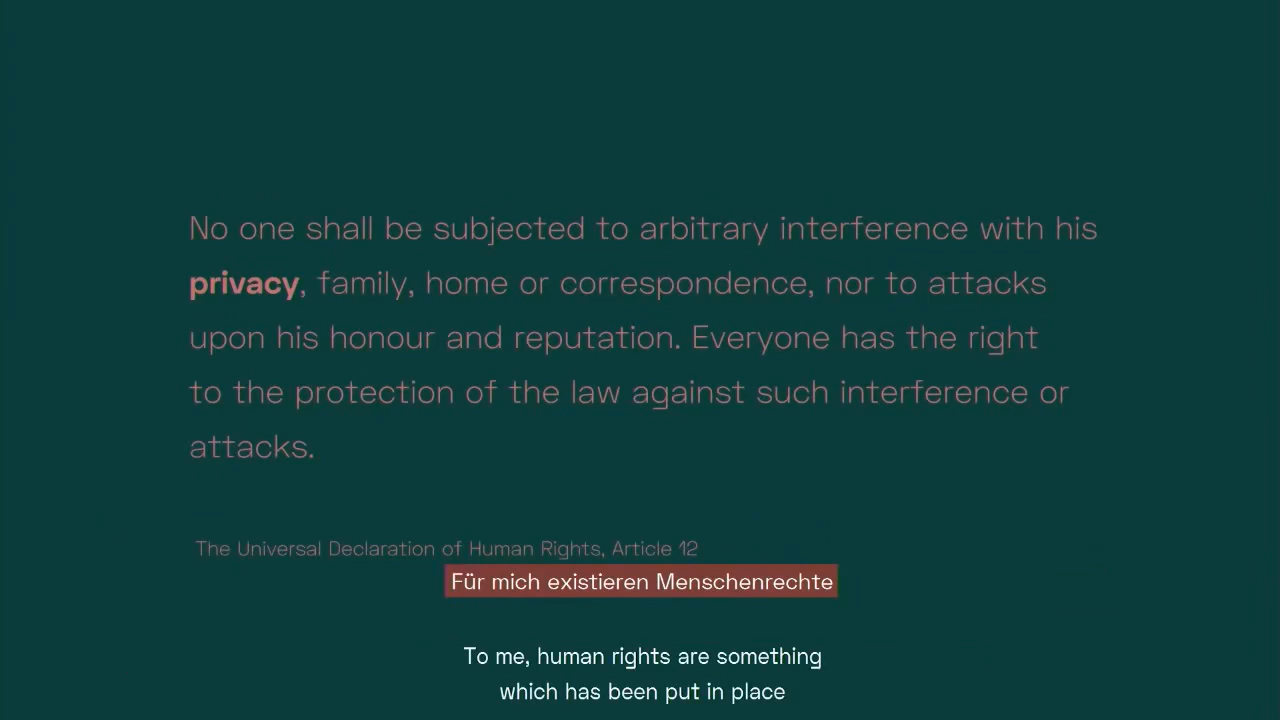 No one shall be subjected to arbitrary interference with his
privacy, family, home or correspondence, nor to attacks
upon his honour and reputation. Everyone has the right
to the protection of the law against such interference or
attacks.
The Universal Declaration of Human Rights, Article 12
Für mich existieren Menschenrechte
To me, human rights are something
which has been put in place